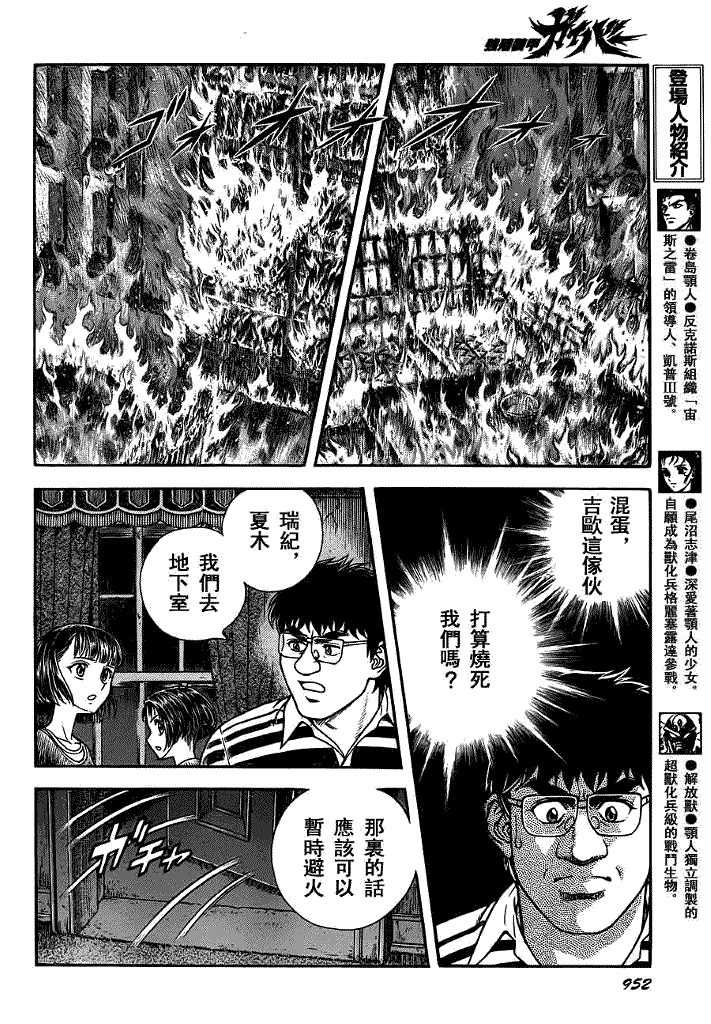 強殖装甲
ガイバー
登場人物紹介
●卷島顎人●反克諾斯組織「宙
斯之雷」的領導人、凱普III號。
●尾沼志津●深愛著顎人的少女。
自願成為獸化兵格麗塞露達參戰。
●解放獸●顎人獨立調製的
超獸化兵級的戰鬥生物。
ゴオオオオオ
混蛋,
吉歐這傢伙
打算燒死
我們嗎?
瑞紀,
夏木
我們去
地下室
那裏的話
應該可以
暫時避火
ガチャ
952